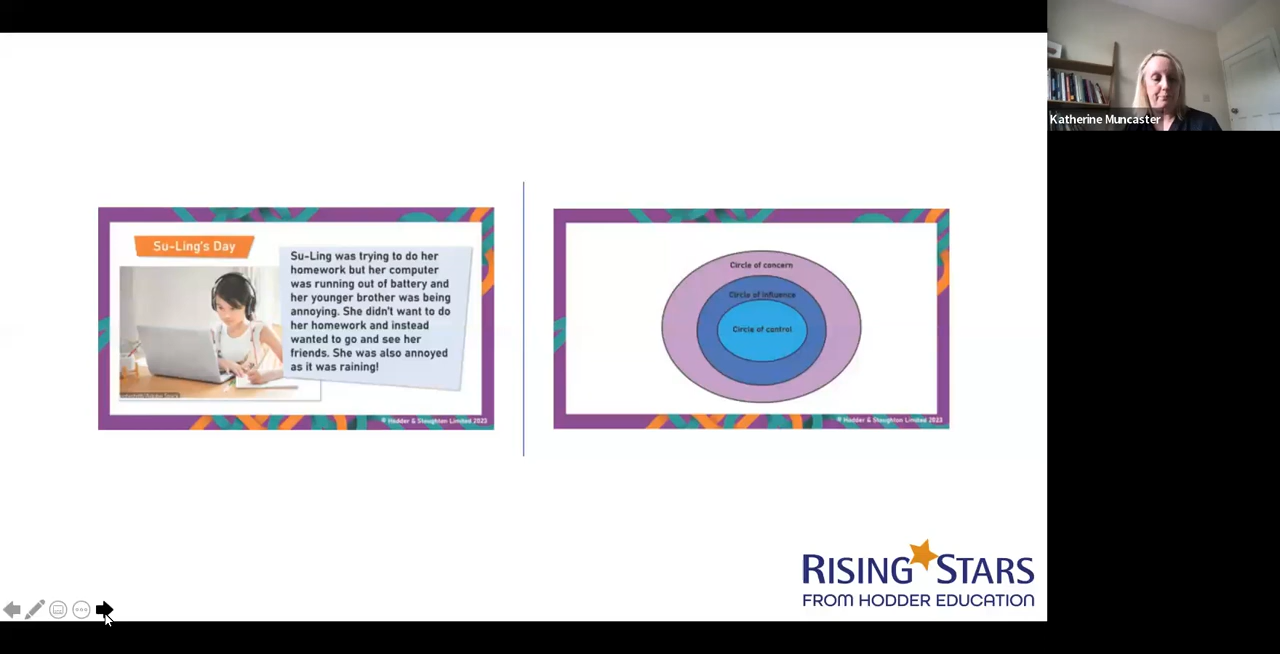 Katherine Muncaster
Su-Ling's Day
Su-Ling was trying to do her
homework but her computer
was running out of battery and
her younger brother was being
annoying. She didn't want to do
her homework and instead
wanted to go and see her
friends. She was also annoyed
as it was raining!
© Hodder & Stoughton Limited 2023
Circle of concern
Circle of influence
Circle of control
© Hodder & Stoughton Limited 2023
RISING STARS
FROM HODDER EDUCATION